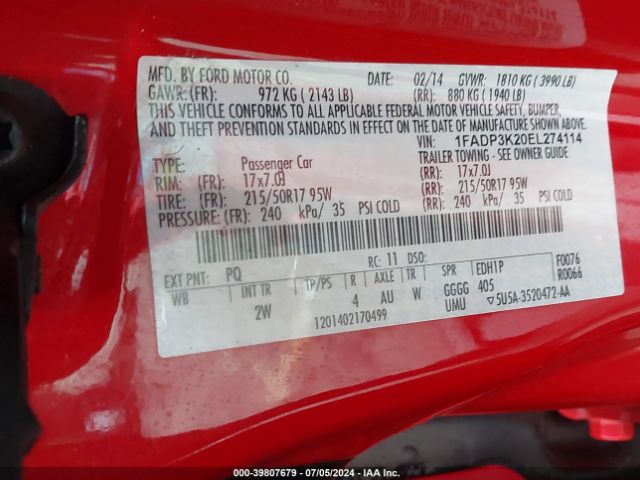 MFD. BY FORD MOTOR CO. DATE: 02/14 GVWR: 1810 KG ( 3990 LB)
GAWR: (FR): 972 KG ( 2143 LB) (RR): 880 KG ( 1940 LB)
THIS VEHICLE CONFORMS TO ALL APPLICABLE FEDERAL MOTOR VEHICLE SAFETY, BUMPER,
AND THEFT PREVENTION STANDARDS IN EFFECT ON THE DATE OF MANUFACTURE SHOWN ABOVE.
VIN: 1FADP3K20EL274114
TYPE: Passenger Car TRAILER TOWING - SEE OWNER GUIDE
RIM: (FR): 17x7.0J (RR): 17x7.0J
TIRE: (FR): 215/50R17 95W (RR): 215/50R17 95W
PRESSURE: (FR): 240 kPa/ 35 PSI COLD (RR): 240 kPa/ 35 PSI COLD
RC: 11 DSO:
EXT PNT: PQ EDH1P F0076
WB INT TR TP/PS R AXLE TR SPR R0066
2W 4 AU W GGGG 405
1201402170499 UMU 5U5A-3520472-AA
000-39807679 / 07/05/2024 - IAA Inc.